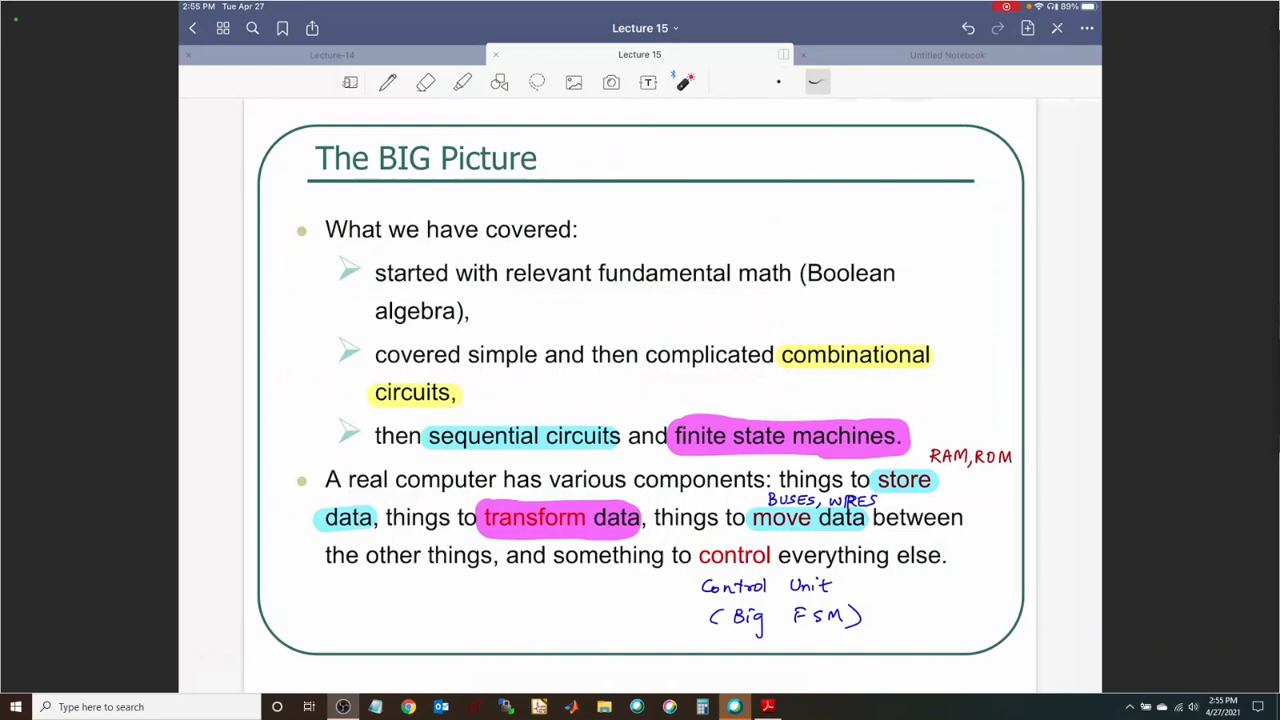 2:55 PM Tue Apr 27
89%
Lecture 15
Lecture-14
Lecture 15
Untitled Notebook
The BIG Picture
What we have covered:
started with relevant fundamental math (Boolean
algebra),
covered simple and then complicated combinational
circuits,
then sequential circuits and finite state machines.
RAM, ROM
A real computer has various components: things to store
BUSES, WIRES
data, things to transform data, things to move data between
the other things, and something to control everything else.
Control Unit
(Big FSM)
Type here to search
2:55 PM
4/27/2021